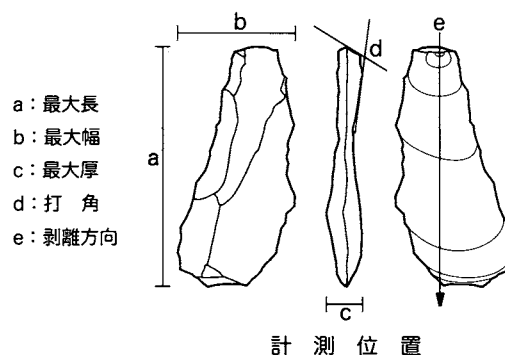 a：最大長
b：最大幅
c：最大厚
d：打　角
e：剥離方向
a
b
c
d
e
計　測　位　置